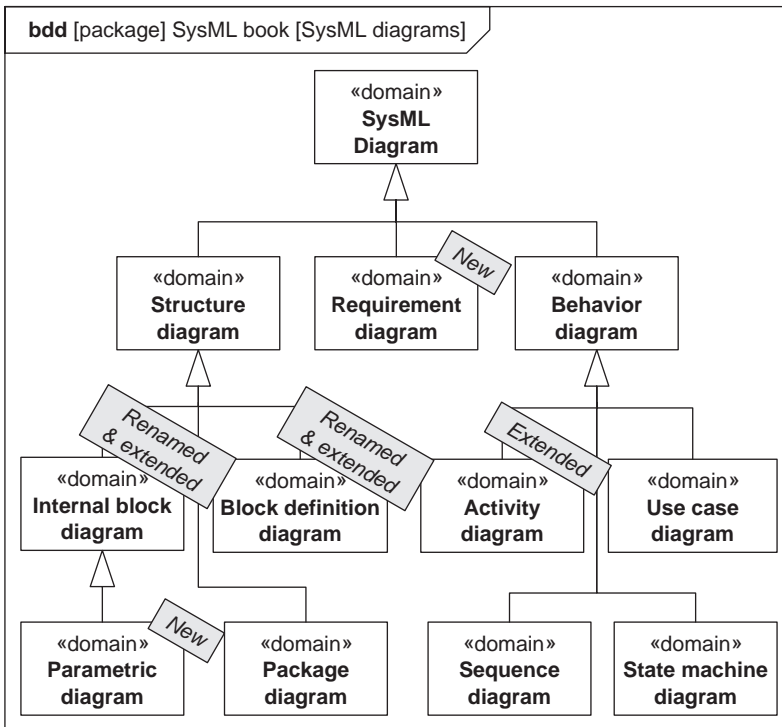 bdd [package] SysML book [SysML diagrams]
«domain»
SysML
Diagram
«domain»
Structure
diagram
«domain»
Requirement
diagram
New
«domain»
Behavior
diagram
Renamed
& extended
Renamed
& extended
Extended
«domain»
Internal block
diagram
«domain»
Block definition
diagram
«domain»
Activity
diagram
«domain»
Use case
diagram
«domain»
Parametric
diagram
New
«domain»
Package
diagram
«domain»
Sequence
diagram
«domain»
State machine
diagram